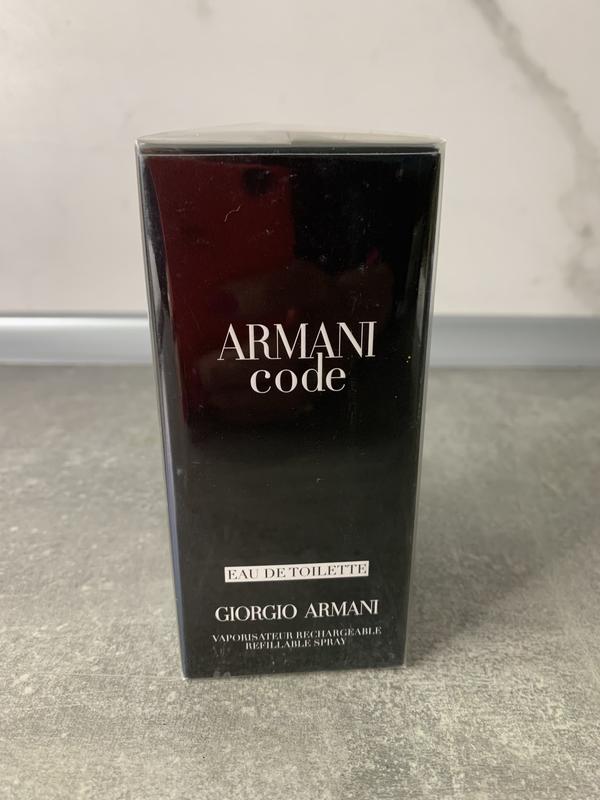 ARMANI
code
EAU DE TOILETTE
GIORGIO ARMANI
VAPORISATEUR RECHARGEABLE
REFILLABLE SPRAY